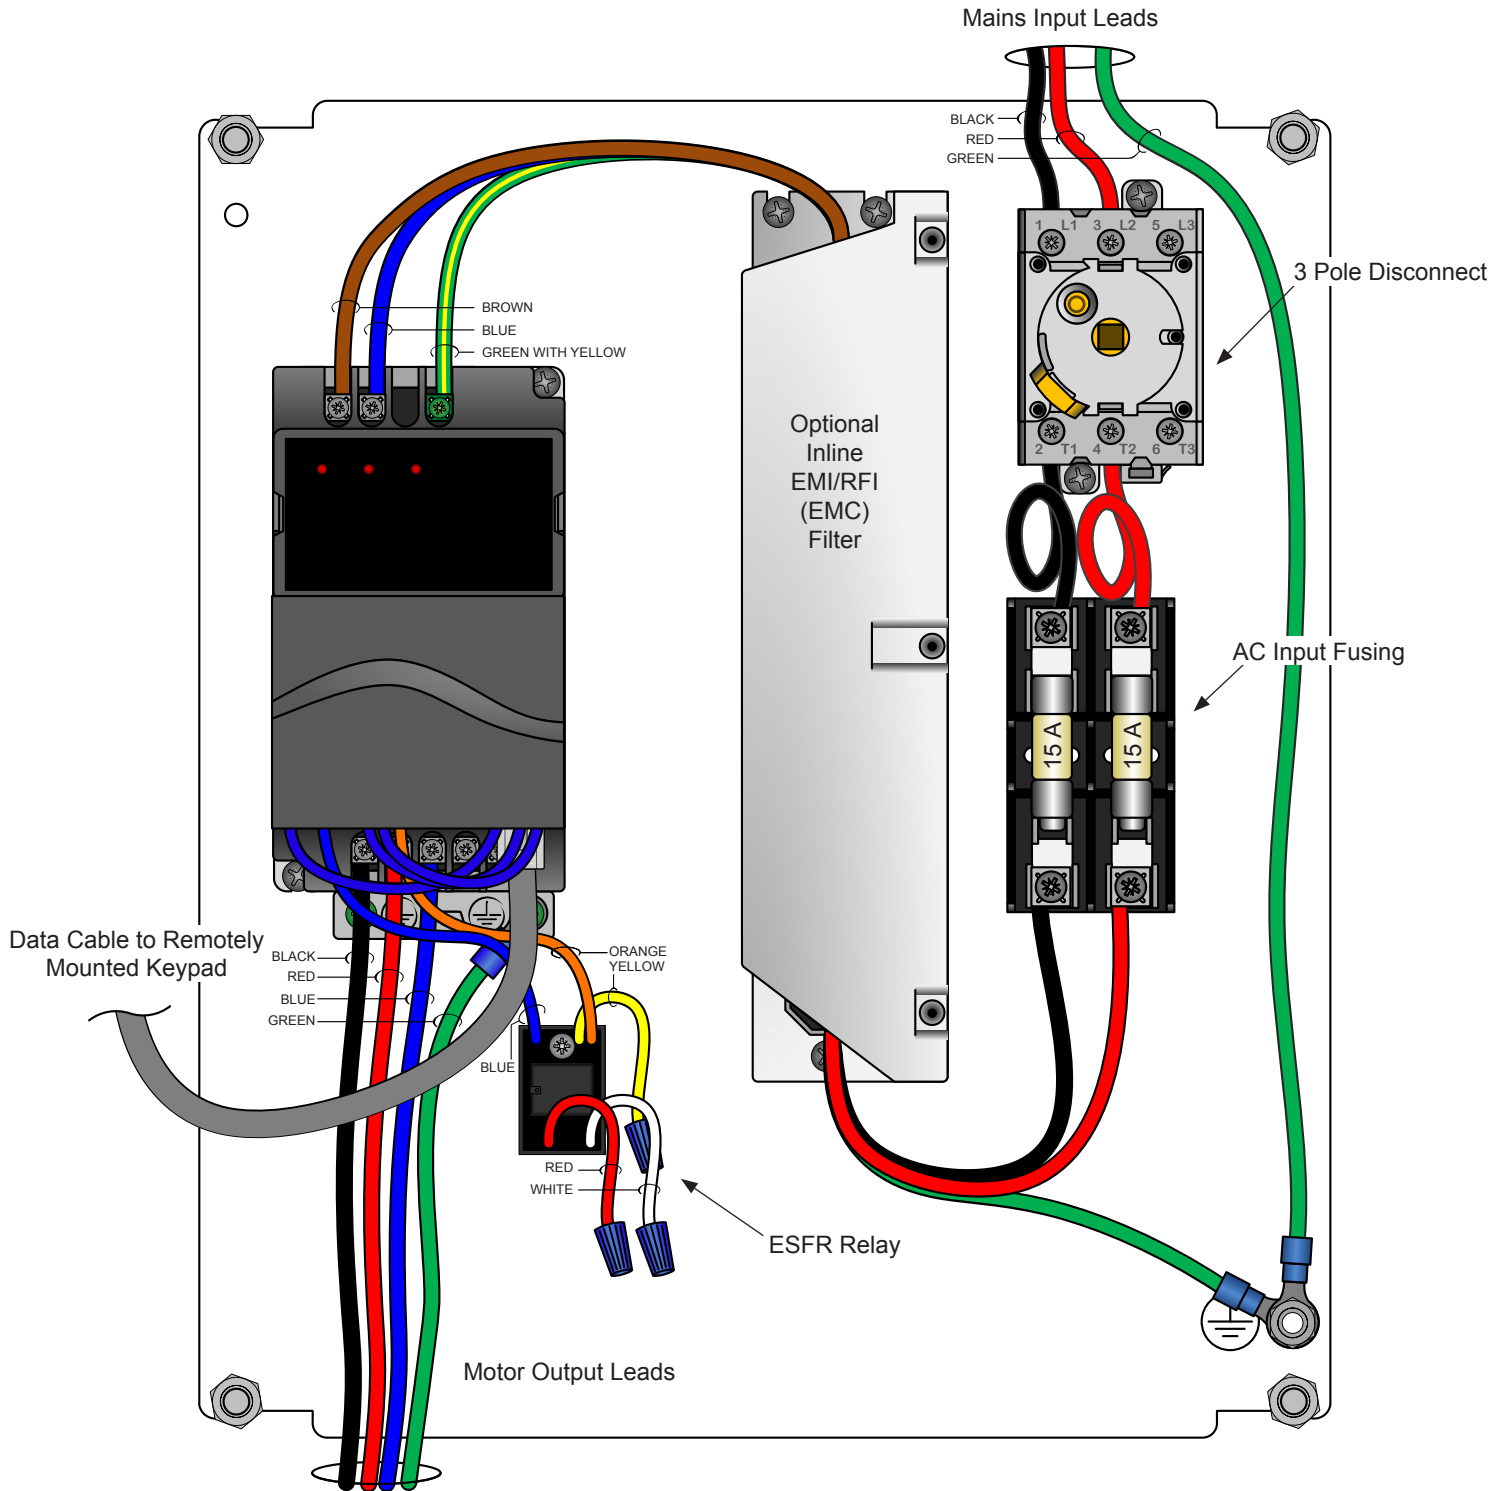 Mains Input Leads
BLACK
RED
GREEN
1 L1 3 L2 5 L3
3 Pole Disconnect
2 T1 4 T2 6 T3
BROWN
BLUE
GREEN WITH YELLOW
Optional
Inline
EMI/RFI
(EMC)
Filter
AC Input Fusing
15 A
15 A
Data Cable to Remotely
Mounted Keypad
BLACK
RED
BLUE
GREEN
ORANGE
YELLOW
BLUE
RED
WHITE
ESFR Relay
Motor Output Leads